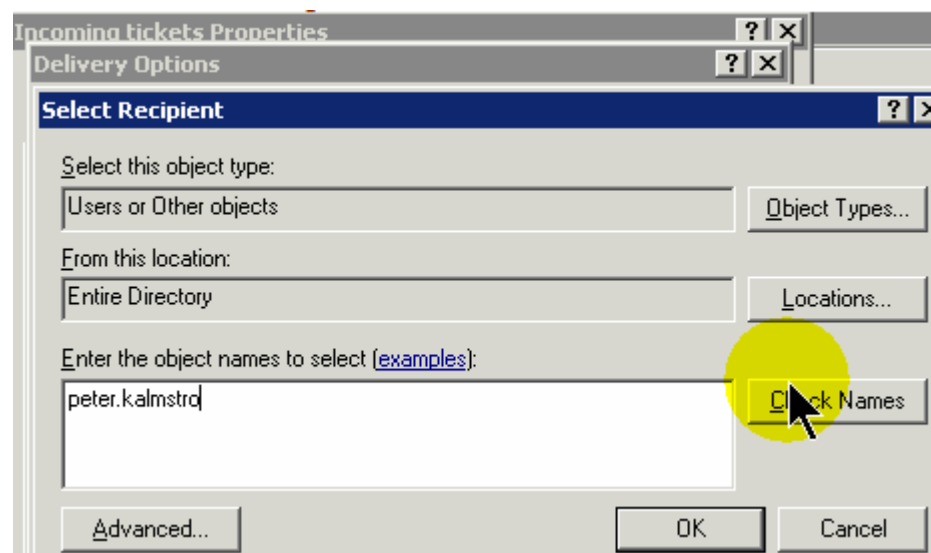 Incoming tickets Properties
Delivery Options
Select Recipient
Select this object type:
Users or Other objects
Object Types...
From this location:
Entire Directory
Locations...
Enter the object names to select (examples):
peter.kalmstro
Check Names
Advanced...
OK
Cancel